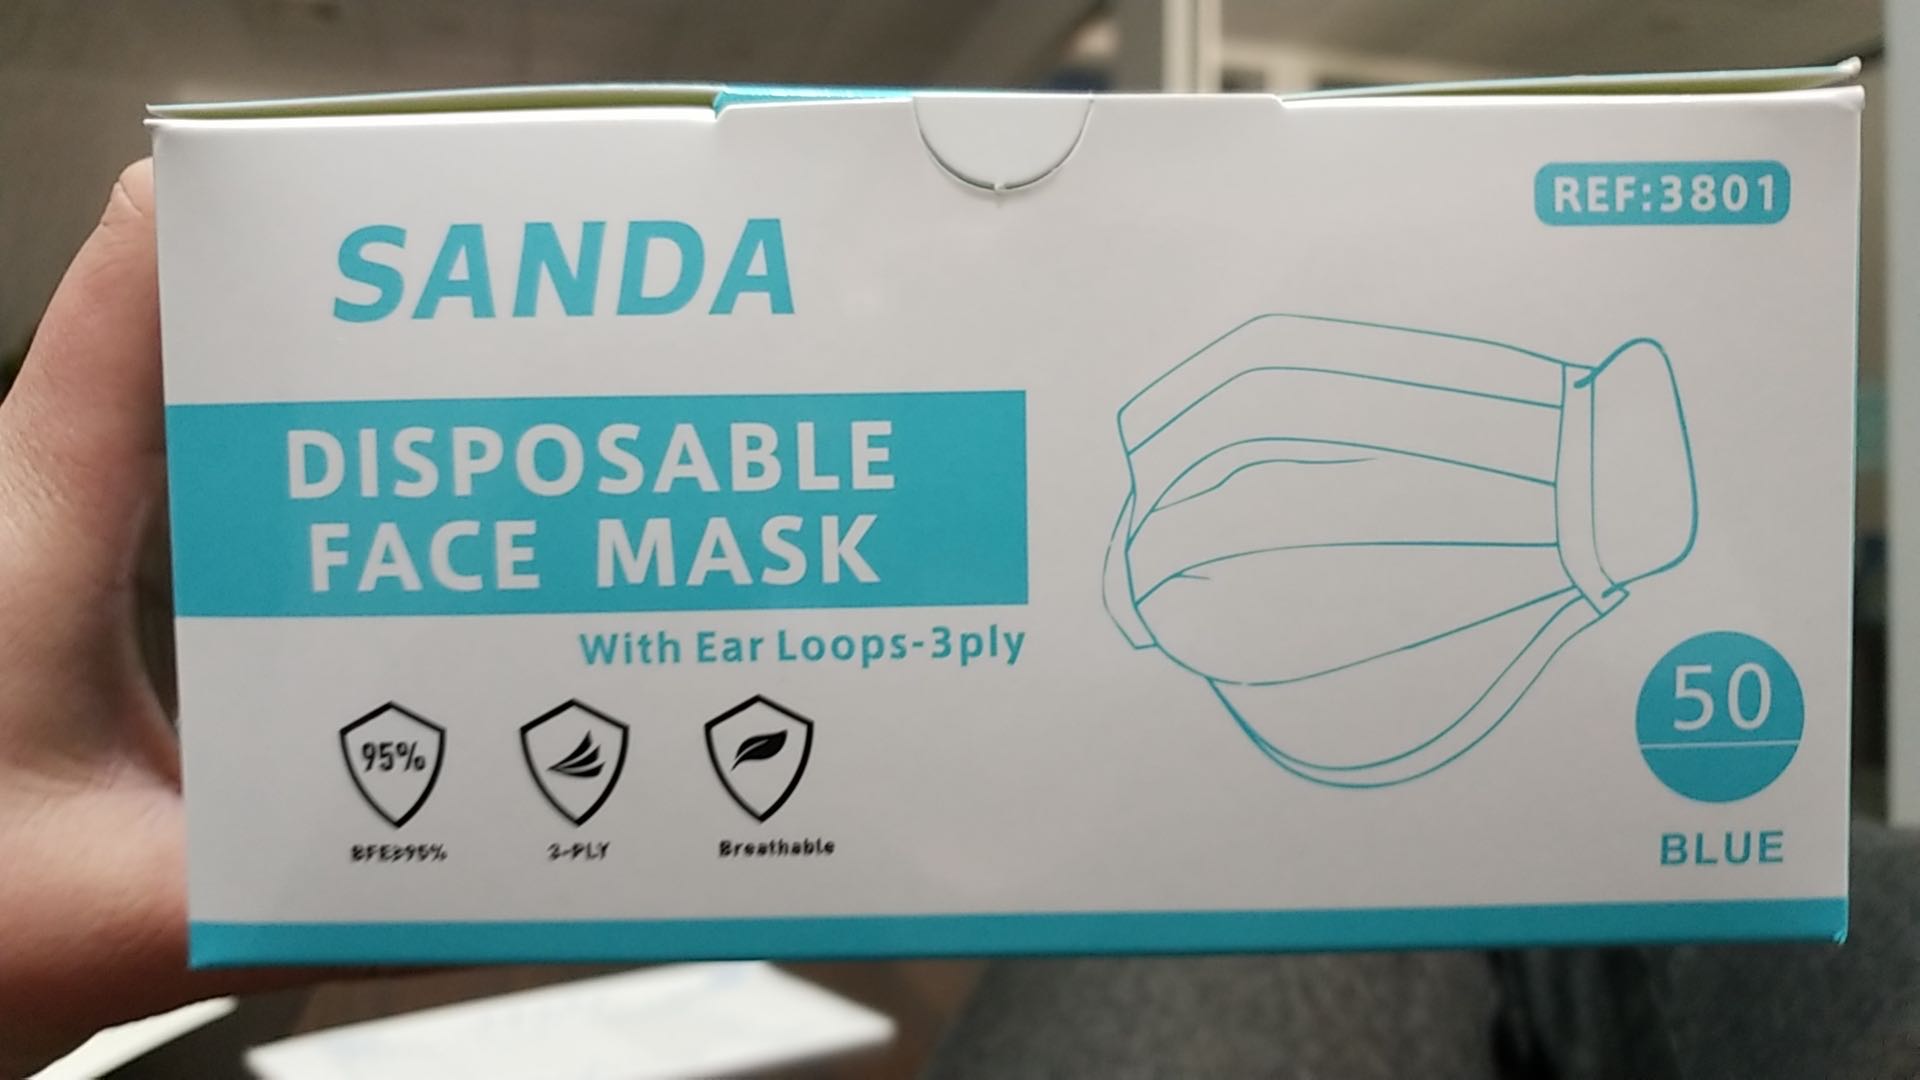 SANDA
REF:3801
DISPOSABLE
FACE MASK
With Ear Loops-3ply
95%
BFE≥95%
3-PLY
Breathable
50
BLUE